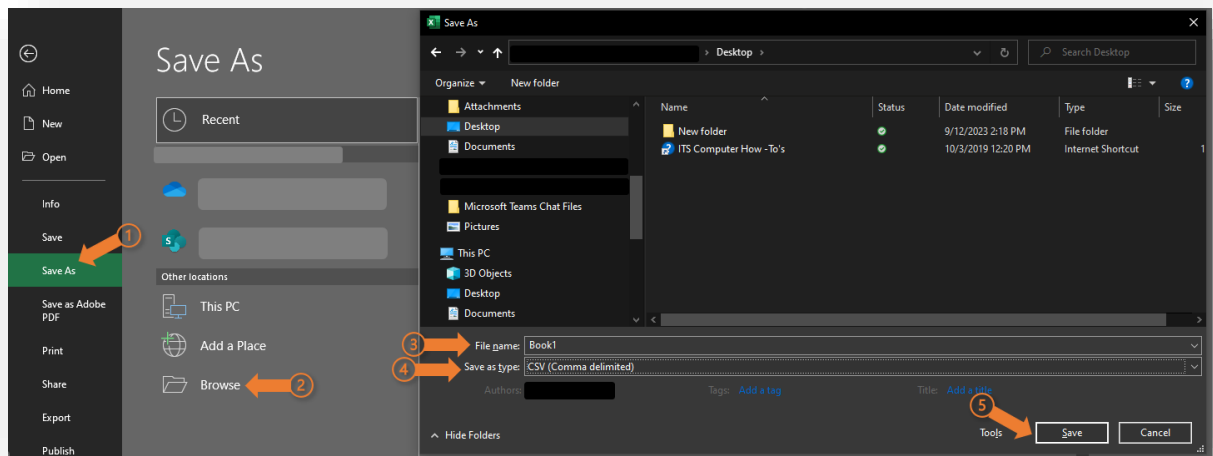 Save As
Home
New
Open
Info
Save
1
Save As
Save as Adobe
PDF
Print
Share
Export
Publish
Save As
Recent
S
Other locations
This PC
Add a Place
Browse
2
Desktop
Search Desktop
Organize
New folder
?
Attachments
Desktop
Documents
Microsoft Teams Chat Files
Pictures
This PC
3D Objects
Desktop
Documents
Name Status Date modified Type Size
New folder 9/12/2023 2:18 PM File folder
ITS Computer How -To's 10/3/2019 12:20 PM Internet Shortcut 1
3
File name: Book1
4
Save as type: CSV (Comma delimited)
Authors: Tags: Add a tag Title: Add a title
5
Hide Folders
Tools
Save
Cancel